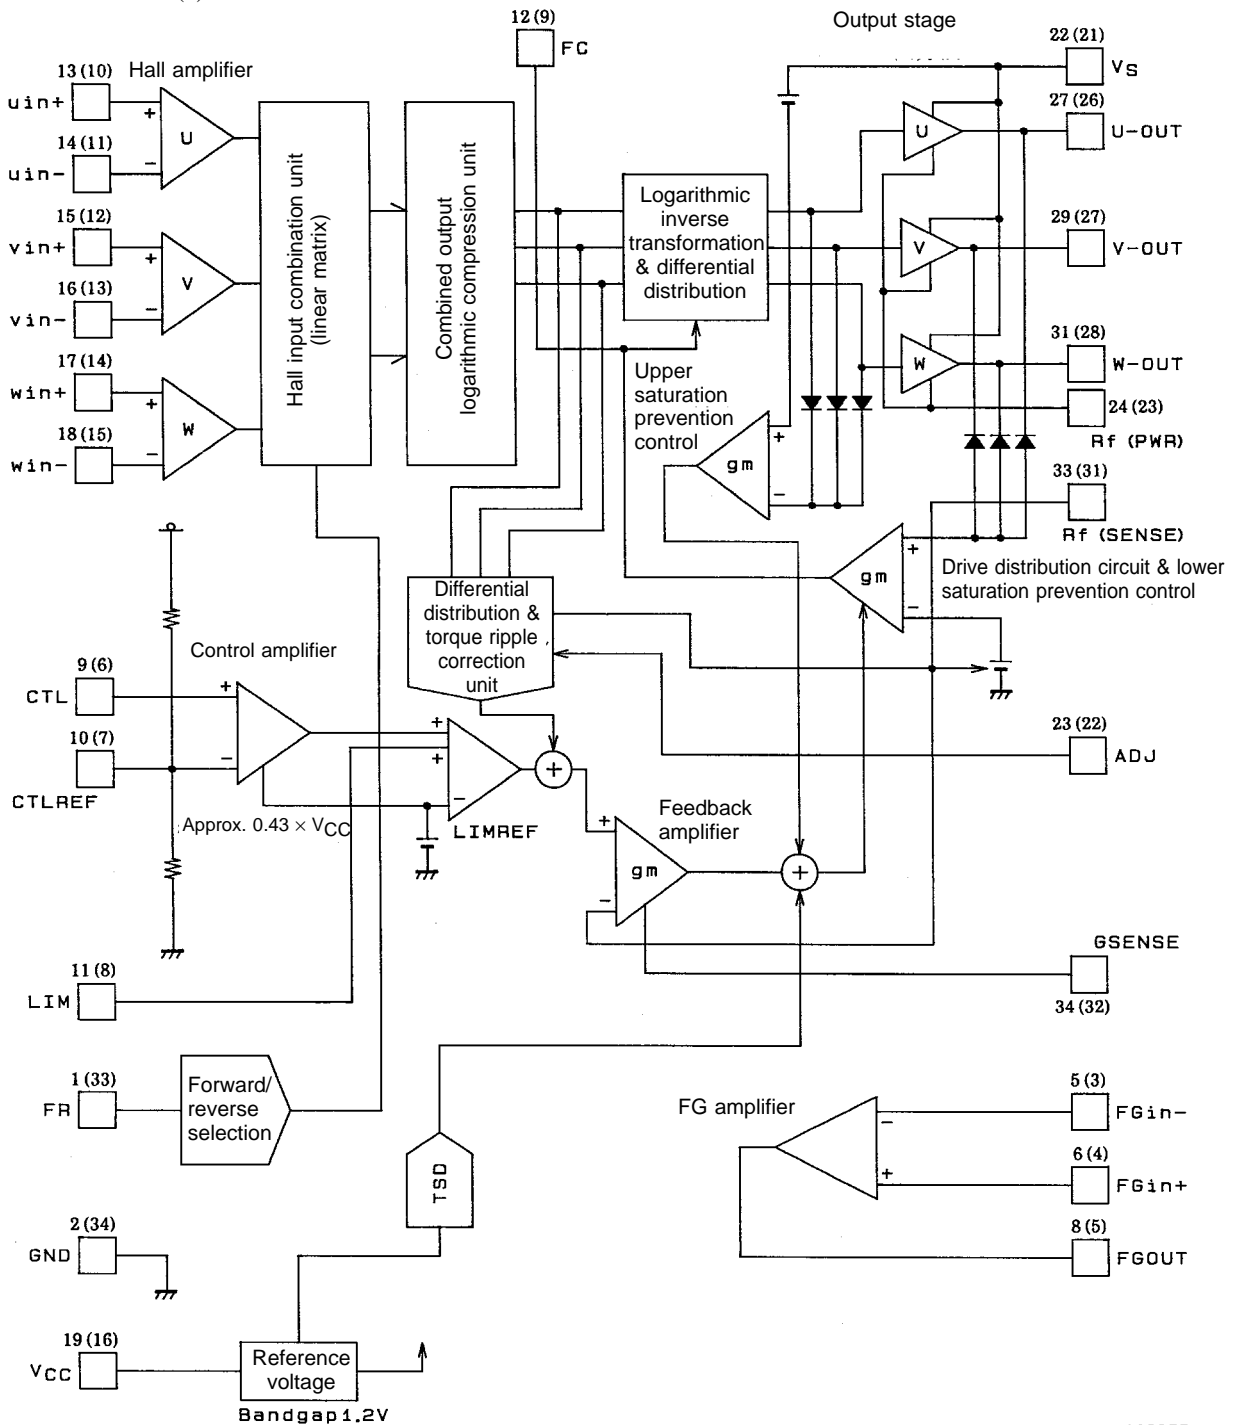 12 (9)
FC
Output stage
22 (21)
VS
13 (10)
Hall amplifier
uin+
+
U
−
14 (11)
uin-
27 (26)
U
U-OUT
15 (12)
vin+
+
V
−
16 (13)
vin-
29 (27)
V
V-OUT
17 (14)
win+
+
W
−
18 (15)
win-
31 (28)
W
W-OUT
24 (23)
Rf (PWR)
33 (31)
Rf (SENSE)
Hall input combination unit
(linear matrix)
Combined output
logarithmic compression unit
Logarithmic
inverse
transformation
& differential
distribution
Upper
saturation
prevention
control
+
gm
−
+
gm
−
Drive distribution circuit & lower
saturation prevention control
Differential
distribution &
torque ripple
correction
unit
Control amplifier
9 (6)
CTL
+
−
10 (7)
CTLREF
Approx. 0.43 × VCC
+
+
−
LIMREF
+
23 (22)
ADJ
Feedback
amplifier
+
gm
−
+
GSENSE
34 (32)
11 (8)
LIM
1 (33)
FR
Forward/
reverse
selection
TSD
FG amplifier
−
+
5 (3)
FGin-
6 (4)
FGin+
8 (5)
FGOUT
2 (34)
GND
19 (16)
VCC
Reference
voltage
Bandgap1.2V